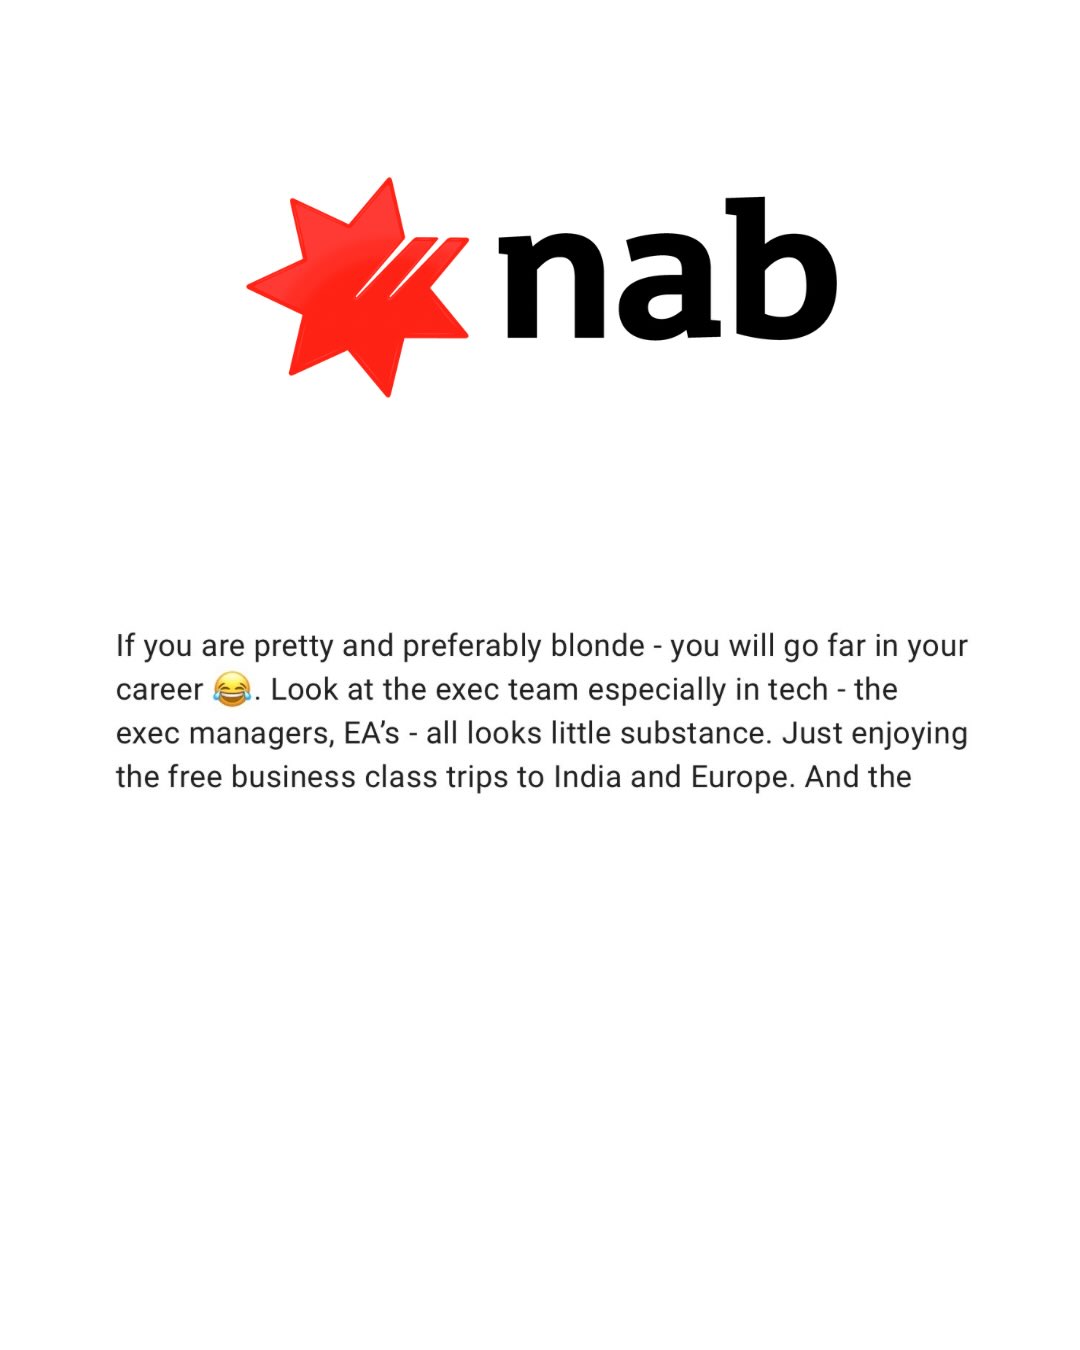 nab
If you are pretty and preferably blonde - you will go far in your
career 😂. Look at the exec team especially in tech - the
exec managers, EA’s - all looks little substance. Just enjoying
the free business class trips to India and Europe. And the